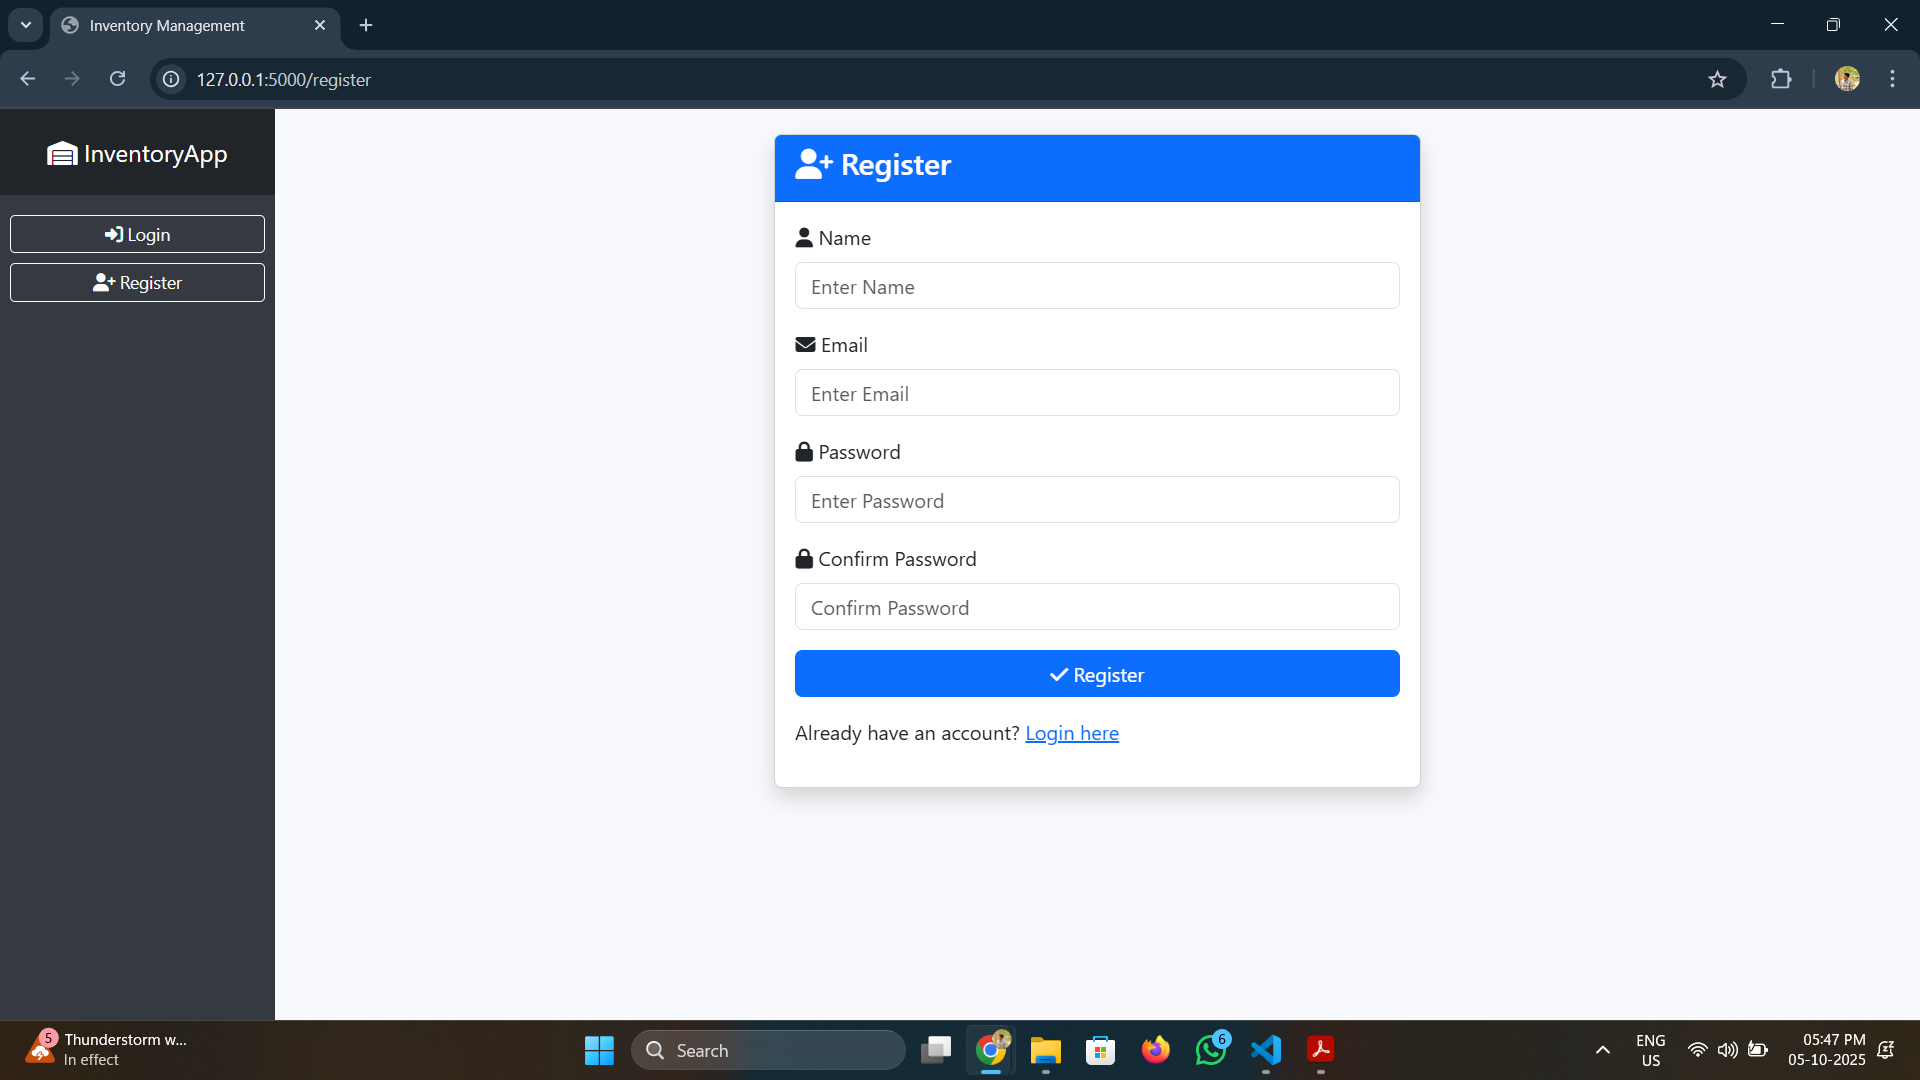 Inventory Management
127.0.0.1:5000/register
InventoryApp
Login
Register
Register
Name
Enter Name
Email
Enter Email
Password
Enter Password
Confirm Password
Confirm Password
Register
Already have an account? Login here
5
Thunderstorm w...
In effect
Search
6
ENG
US
05:47 PM
05-10-2025